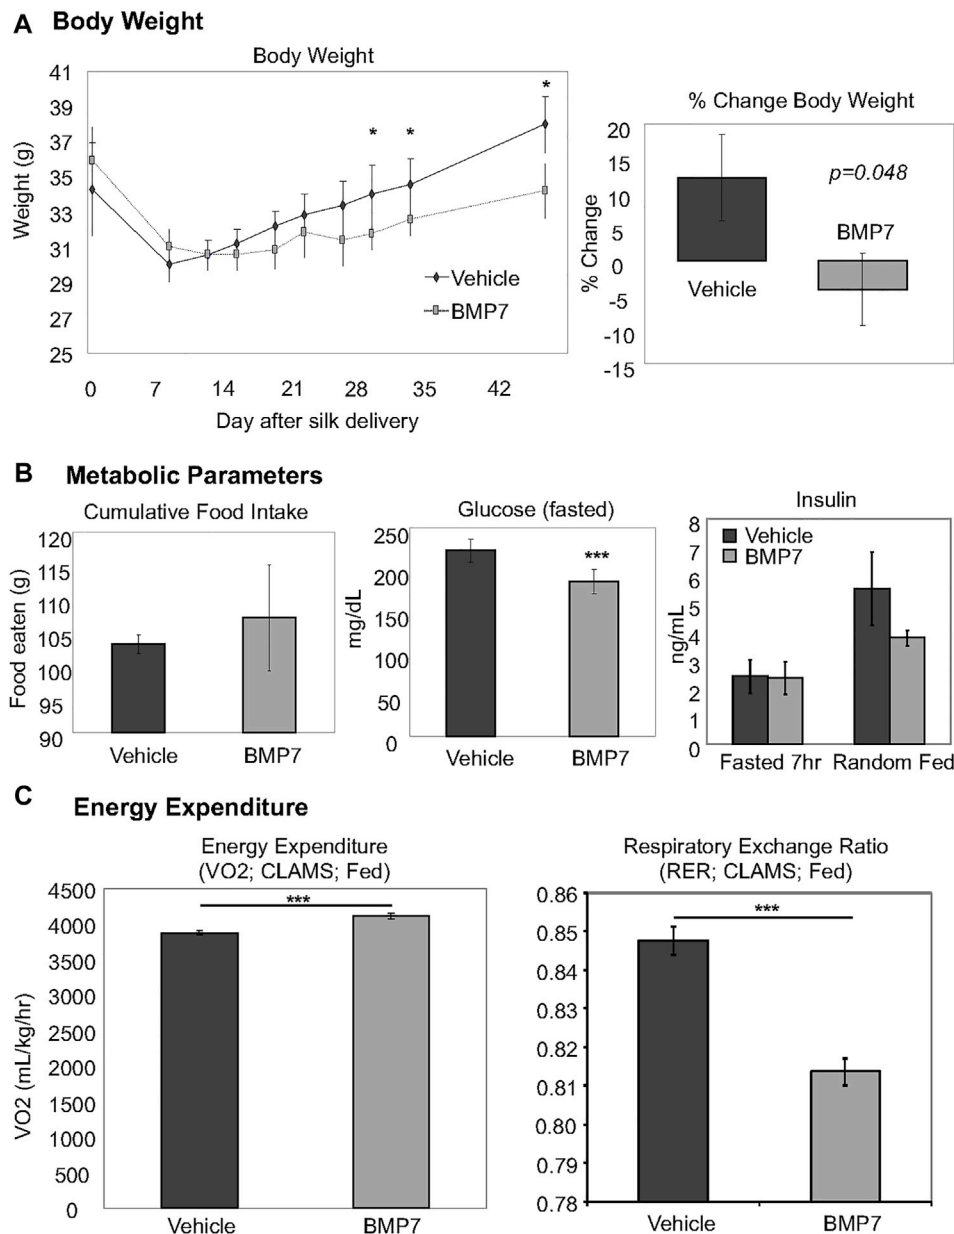 A Body Weight
Body Weight
41
39
37
35
33
31
29
27
25
Weight (g)
* * *
Vehicle
BMP7
0 7 14 21 28 35 42
Day after silk delivery
% Change Body Weight
20
15
10
5
0
-5
-10
-15
% Change
p=0.048
BMP7
Vehicle
B Metabolic Parameters
Cumulative Food Intake
120
115
110
105
100
95
90
Food eaten (g)
Vehicle BMP7
Glucose (fasted)
250
200
150
100
50
0
mg/dL
***
Vehicle BMP7
Insulin
8
7
6
5
4
3
2
1
0
ng/mL
Vehicle
BMP7
Fasted 7hr Random Fed
C Energy Expenditure
Energy Expenditure
(VO2; CLAMS; Fed)
4500
4000
3500
3000
2500
2000
1500
1000
500
0
VO2 (mL/kg/hr)
***
Vehicle BMP7
Respiratory Exchange Ratio
(RER; CLAMS; Fed)
0.86
0.85
0.84
0.83
0.82
0.81
0.80
0.79
0.78
***
Vehicle BMP7